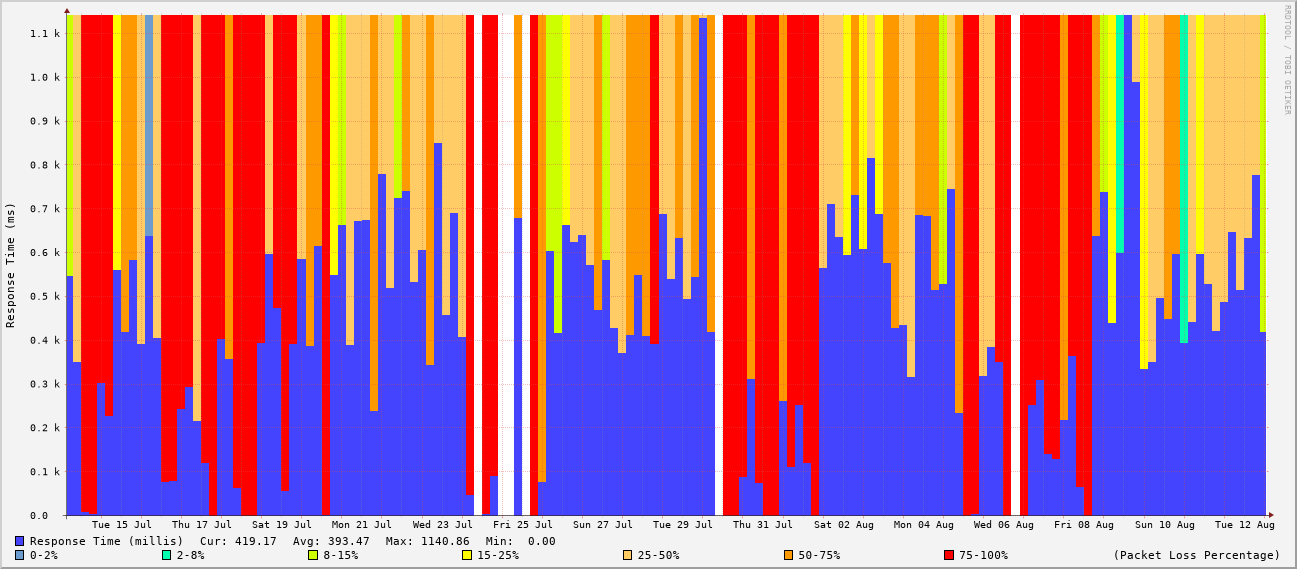 RRDTOOL / TOBI OETIKER
Response Time (ms)
1.1 k
1.0 k
0.9 k
0.8 k
0.7 k
0.6 k
0.5 k
0.4 k
0.3 k
0.2 k
0.1 k
0.0
Tue 15 Jul Thu 17 Jul Sat 19 Jul Mon 21 Jul Wed 23 Jul Fri 25 Jul Sun 27 Jul Tue 29 Jul Thu 31 Jul Sat 02 Aug Mon 04 Aug Wed 06 Aug Fri 08 Aug Sun 10 Aug Tue 12 Aug
Response Time (millis) Cur: 419.17 Avg: 393.47 Max: 1140.86 Min: 0.00
0-2% 2-8% 8-15% 15-25% 25-50% 50-75% 75-100% (Packet Loss Percentage)